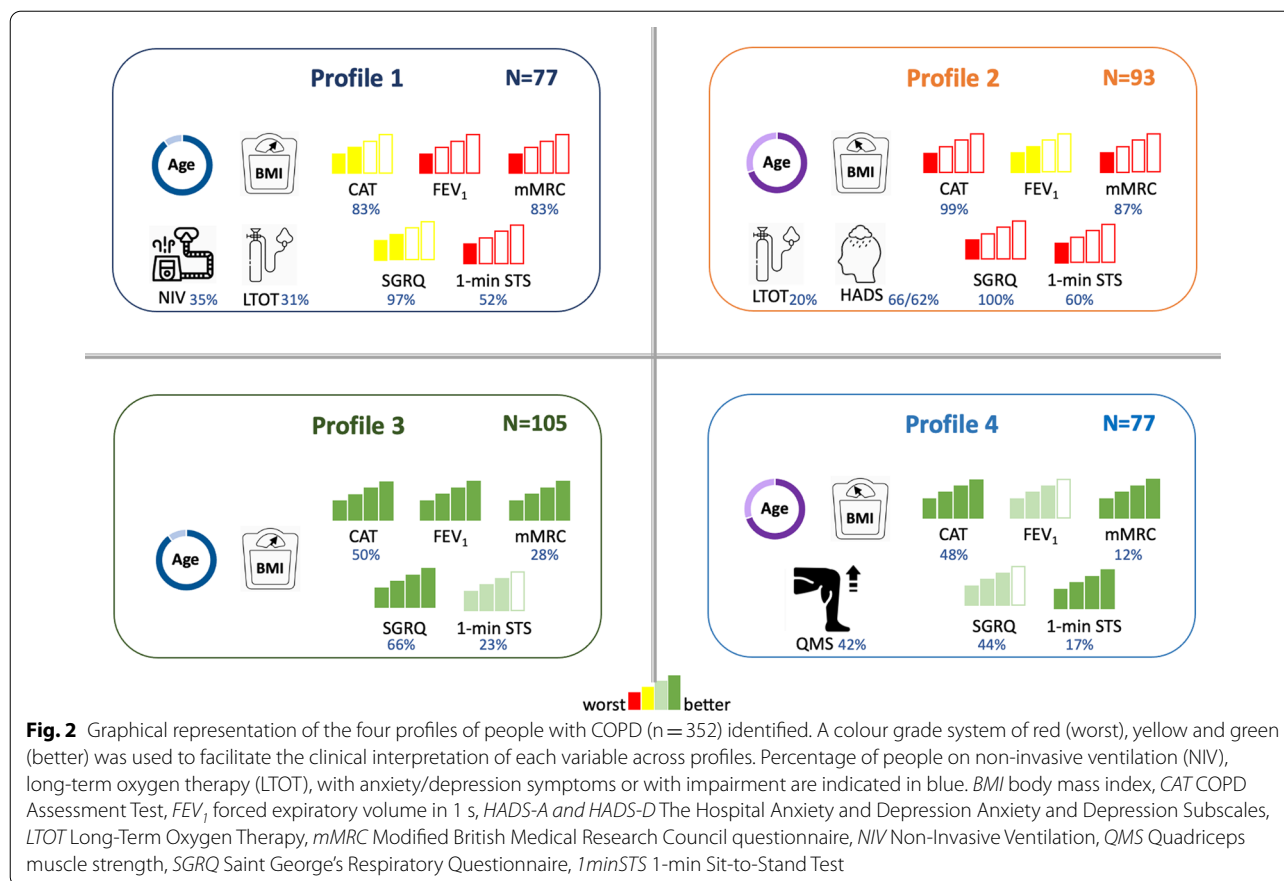 Profile 1 N=77
Age BMI CAT FEV₁ mMRC
83% 83%
NIV 35% LTOT 31% SGRQ 1-min STS
97% 52%
Profile 2 N=93
Age BMI CAT FEV₁ mMRC
99% 87%
LTOT 20% HADS 66/62% SGRQ 1-min STS
100% 60%
Profile 3 N=105
Age BMI CAT FEV₁ mMRC
50% 28%
SGRQ 1-min STS
66% 23%
Profile 4 N=77
Age BMI CAT FEV₁ mMRC
48% 12%
QMS 42% SGRQ 1-min STS
44% 17%
worst better
Fig. 2 Graphical representation of the four profiles of people with COPD (n = 352) identified. A colour grade system of red (worst), yellow and green
(better) was used to facilitate the clinical interpretation of each variable across profiles. Percentage of people on non-invasive ventilation (NIV),
long-term oxygen therapy (LTOT), with anxiety/depression symptoms or with impairment are indicated in blue. BMI body mass index, CAT COPD
Assessment Test, FEV₁ forced expiratory volume in 1 s, HADS-A and HADS-D The Hospital Anxiety and Depression Anxiety and Depression Subscales,
LTOT Long-Term Oxygen Therapy, mMRC Modified British Medical Research Council questionnaire, NIV Non-Invasive Ventilation, QMS Quadriceps
muscle strength, SGRQ Saint George's Respiratory Questionnaire, 1minSTS 1-min Sit-to-Stand Test